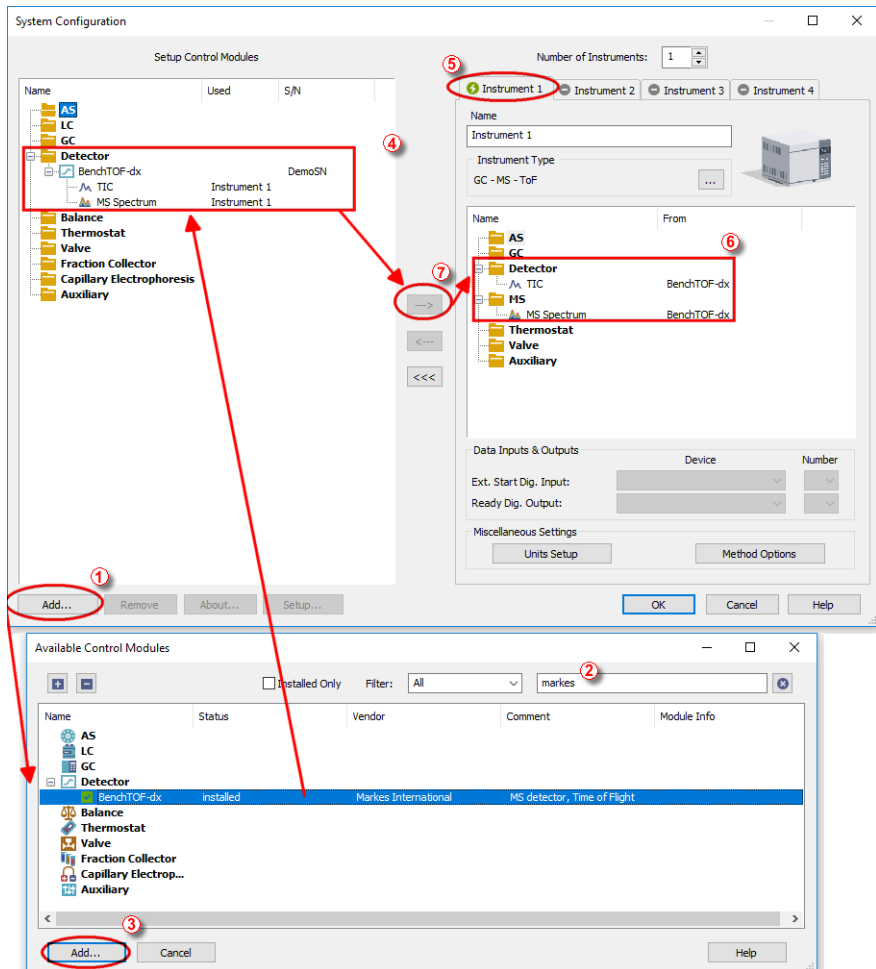 System Configuration
Setup Control Modules
Number of Instruments: 1
⑤
Name Used S/N
Instrument 1 Instrument 2 Instrument 3 Instrument 4
AS
LC
GC
④
Detector
BenchTOF-dx DemoSN
TIC Instrument 1
MS Spectrum Instrument 1
Balance
Thermostat
Valve
Fraction Collector
Capillary Electrophoresis
Auxiliary
Name
Instrument 1
Instrument Type
GC - MS - ToF
...
Name From
⑥
AS
GC
Detector
TIC BenchTOF-dx
MS
MS Spectrum BenchTOF-dx
Thermostat
Valve
Auxiliary
⑦
--->
<---
<<<
Data Inputs & Outputs
Device Number
Ext. Start Dig. Input:
Ready Dig. Output:
Miscellaneous Settings
Units Setup Method Options
①
Add... Remove About... Setup...
OK Cancel Help
Available Control Modules
②
Installed Only Filter: All markes
Name Status Vendor Comment Module Info
AS
LC
GC
Detector
BenchTOF-dx installed Markes International MS detector, Time of Flight
Balance
Thermostat
Valve
Fraction Collector
Capillary Electrop...
Auxiliary
③
Add... Cancel Help